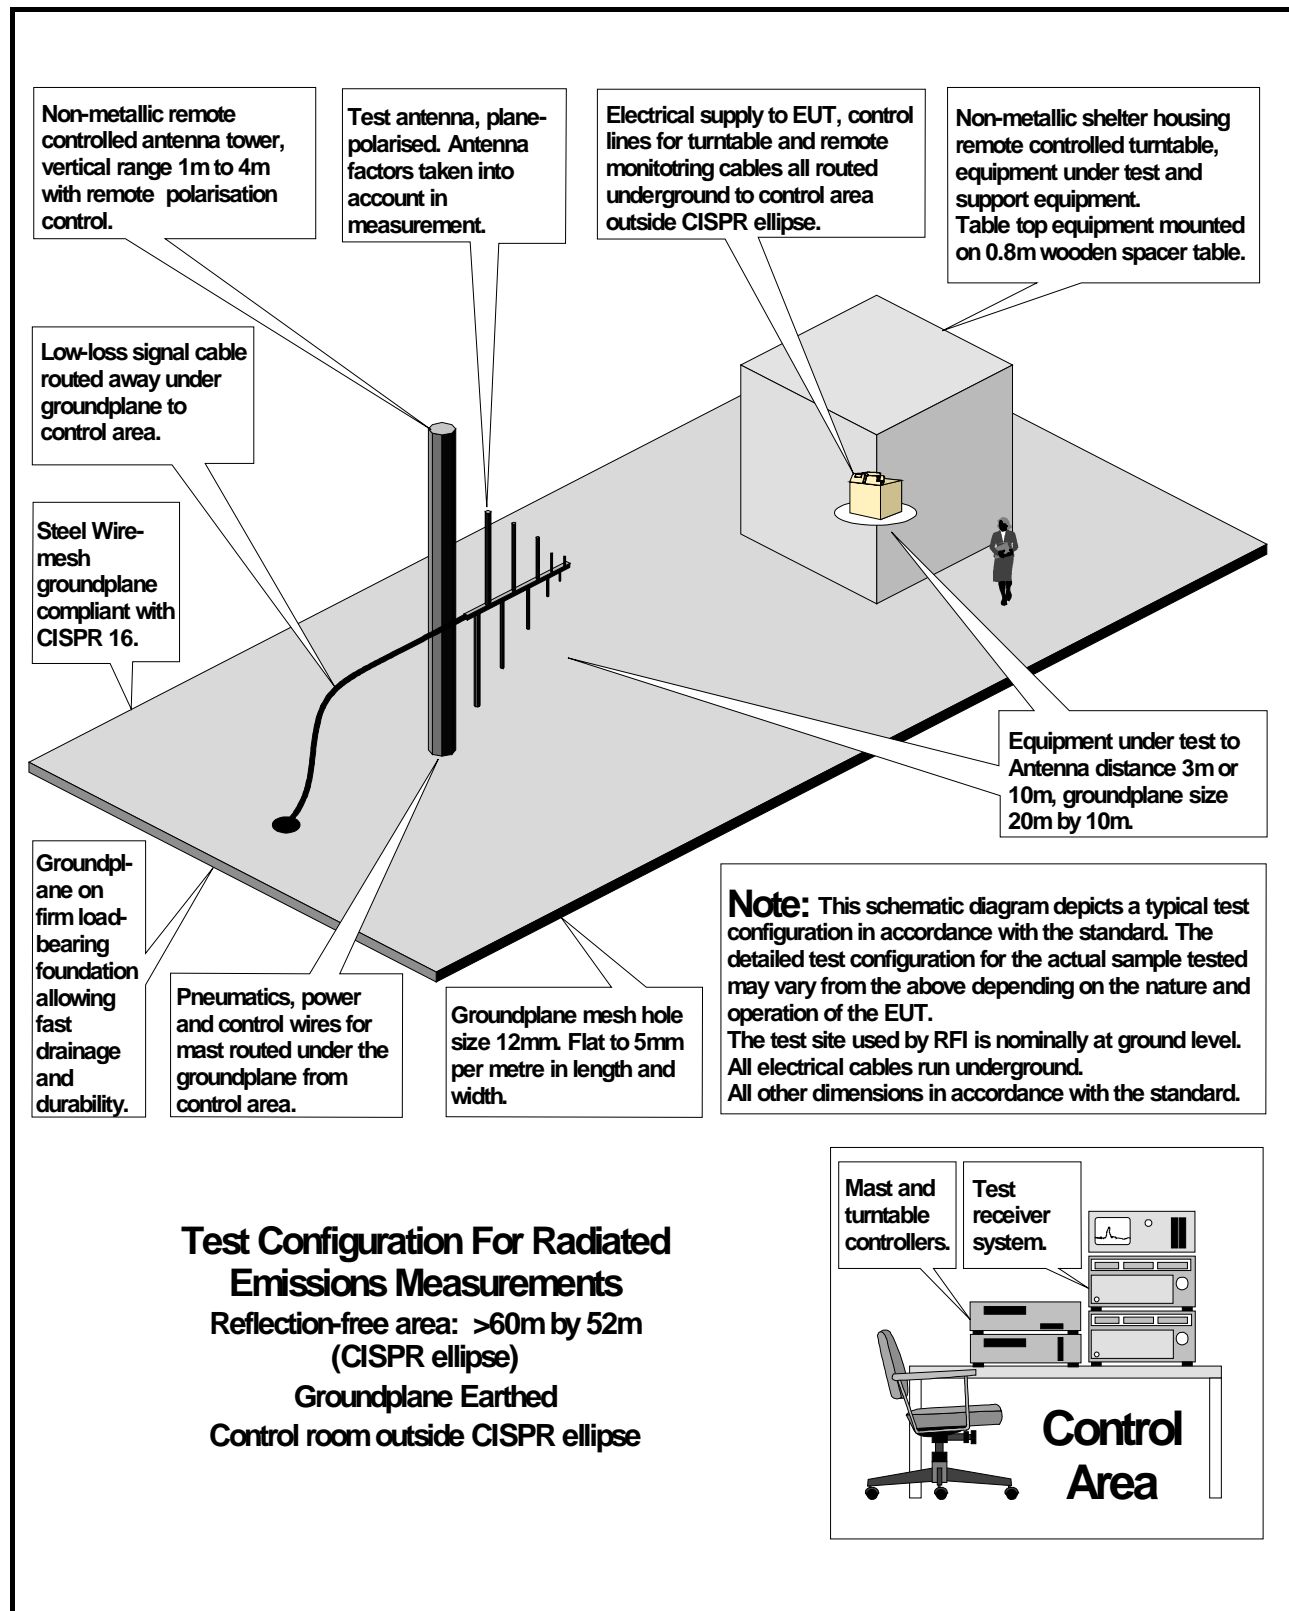 Non-metallic remote
controlled antenna tower,
vertical range 1m to 4m
with remote polarisation
control.
Test antenna, plane-
polarised. Antenna
factors taken into
account in
measurement.
Electrical supply to EUT, control
lines for turntable and remote
monitotring cables all routed
underground to control area
outside CISPR ellipse.
Non-metallic shelter housing
remote controlled turntable,
equipment under test and
support equipment.
Table top equipment mounted
on 0.8m wooden spacer table.
Low-loss signal cable
routed away under
groundplane to
control area.
Steel Wire-
mesh
groundplane
compliant with
CISPR 16.
Equipment under test to
Antenna distance 3m or
10m, groundplane size
20m by 10m.
Groundpl-
ane on
firm load-
bearing
foundation
allowing
fast
drainage
and
durability.
Pneumatics, power
and control wires for
mast routed under the
groundplane from
control area.
Groundplane mesh hole
size 12mm. Flat to 5mm
per metre in length and
width.
Note: This schematic diagram depicts a typical test
configuration in accordance with the standard. The
detailed test configuration for the actual sample tested
may vary from the above depending on the nature and
operation of the EUT.
The test site used by RFI is nominally at ground level.
All electrical cables run underground.
All other dimensions in accordance with the standard.
Test Configuration For Radiated
Emissions Measurements
Reflection-free area: >60m by 52m
(CISPR ellipse)
Groundplane Earthed
Control room outside CISPR ellipse
Mast and
turntable
controllers.
Test
receiver
system.
Control
Area